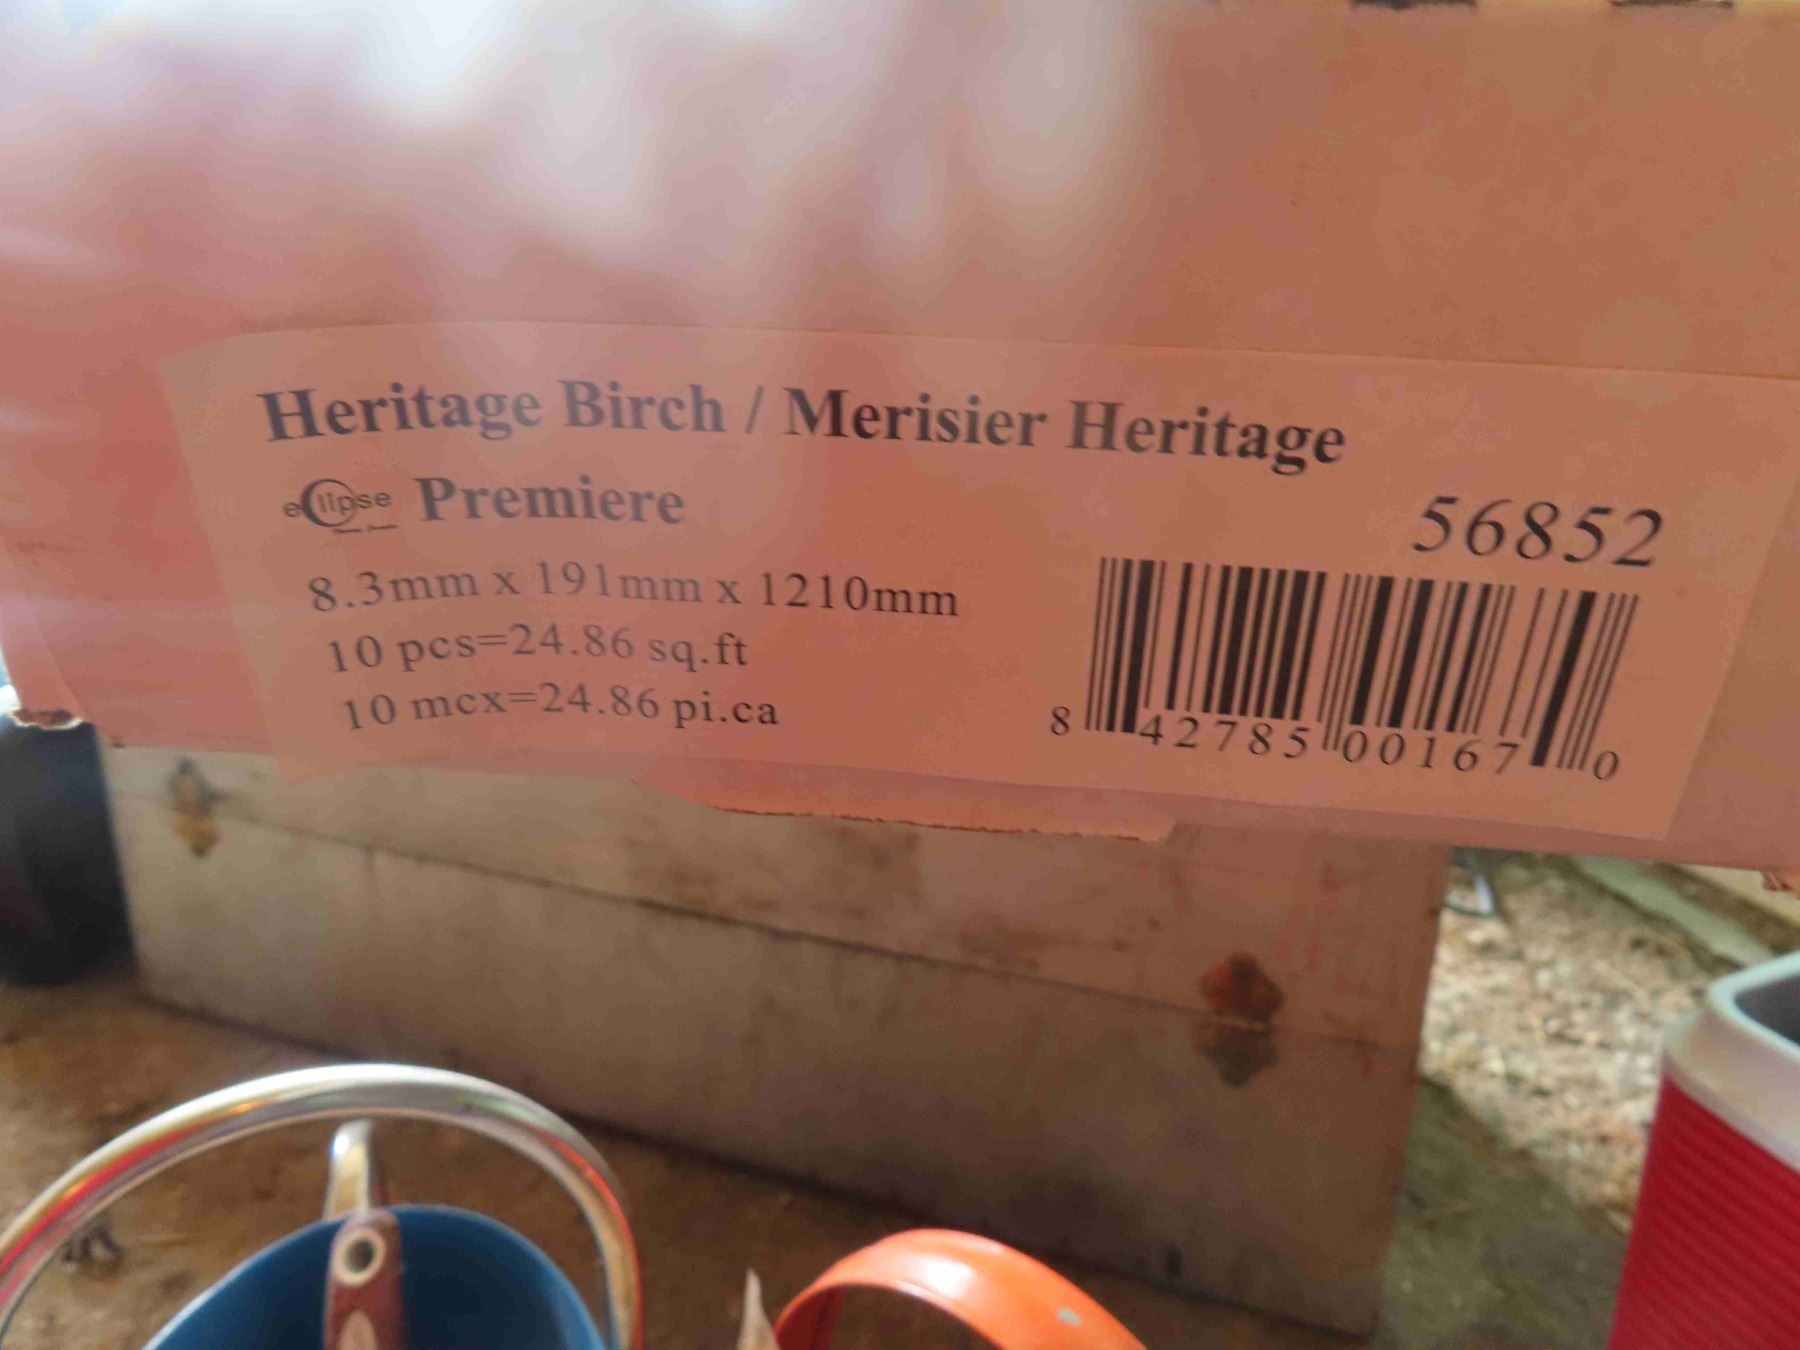 Heritage Birch / Merisier Heritage
eclipse Premiere
56852
8.3mm x 191mm x 1210mm
10 pcs=24.86 sq.ft
10 mcx=24.86 pi.ca
8 42785 00167 0